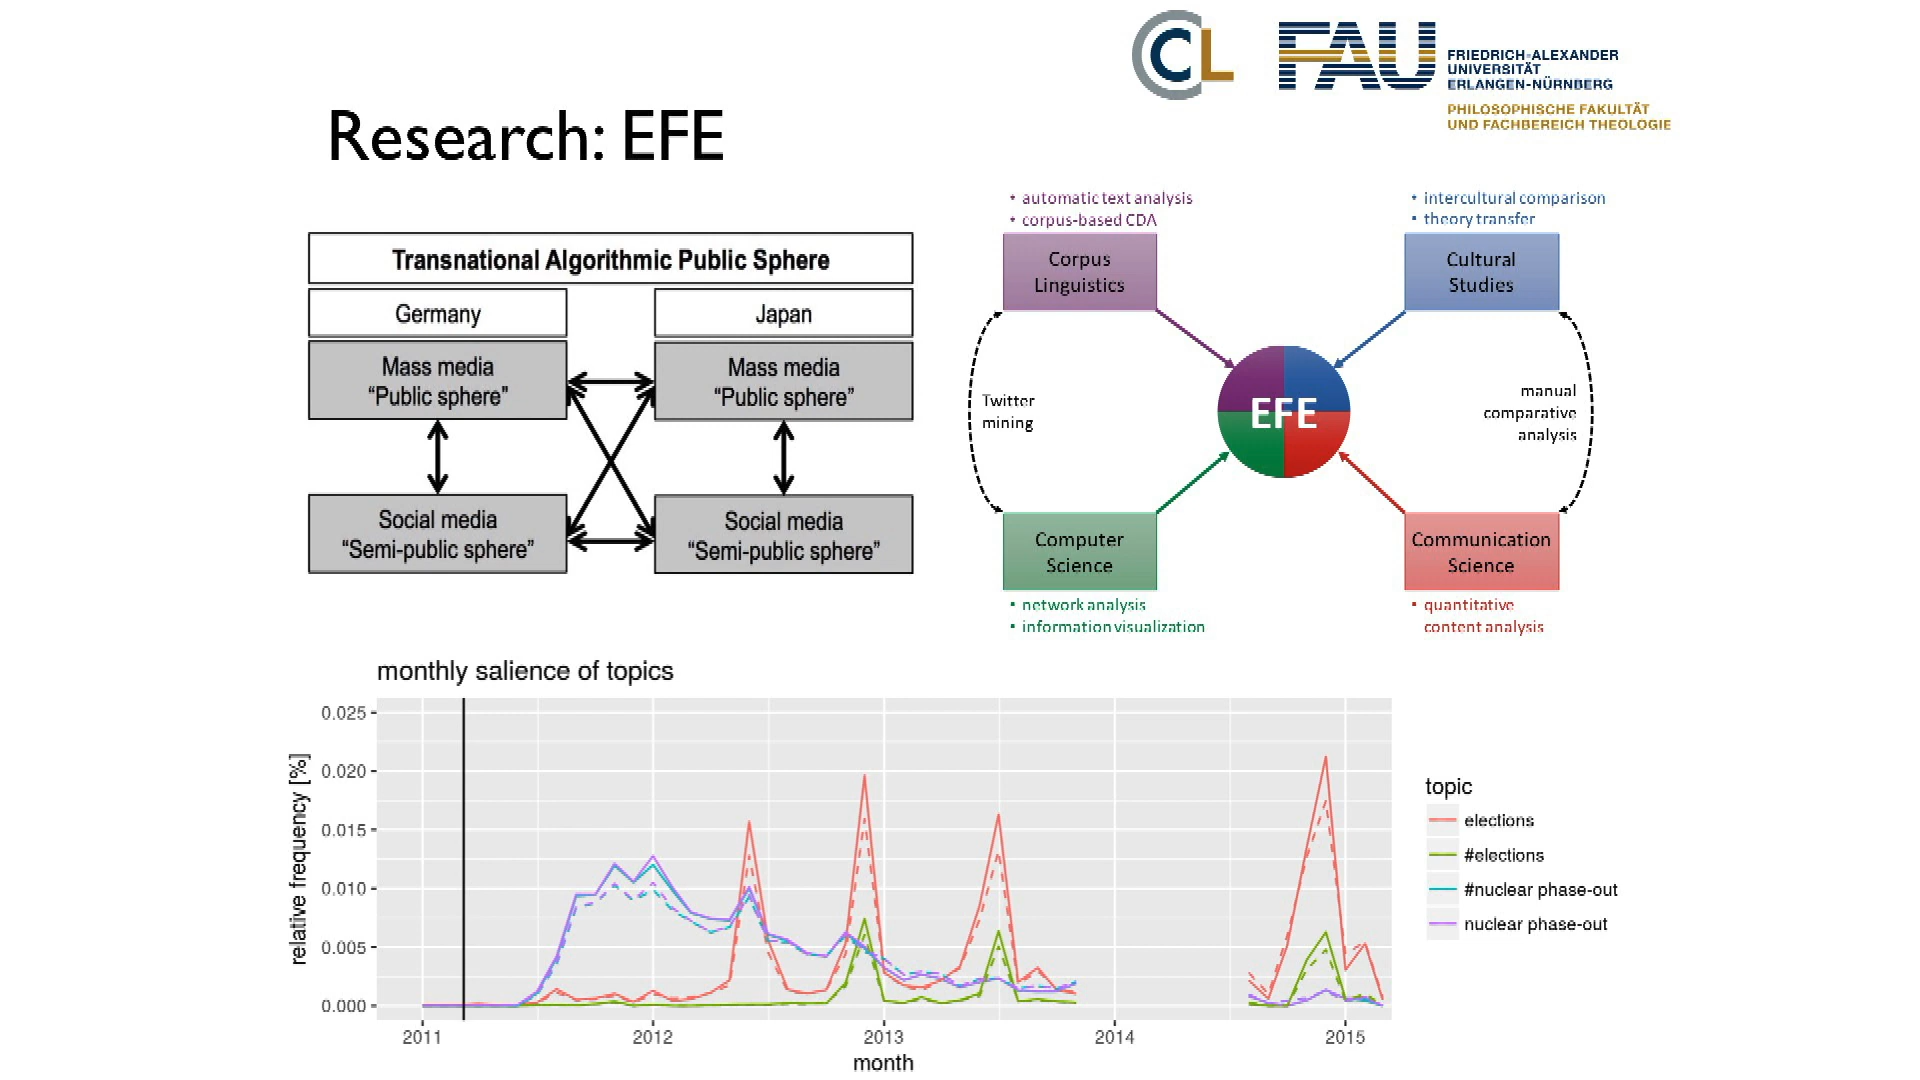 CL
FAU
FRIEDRICH-ALEXANDER
UNIVERSITÄT
ERLANGEN-NÜRNBERG
PHILOSOPHISCHE FAKULTÄT
UND FACHBEREICH THEOLOGIE
Research: EFE
Transnational Algorithmic Public Sphere
Germany
Japan
Mass media
“Public sphere”
Mass media
“Public sphere”
Social media
“Semi-public sphere”
Social media
“Semi-public sphere”
• automatic text analysis
• corpus-based CDA
Corpus
Linguistics
• intercultural comparison
• theory transfer
Cultural
Studies
Twitter
mining
EFE
manual
comparative
analysis
Computer
Science
• network analysis
• information visualization
Communication
Science
• quantitative
content analysis
monthly salience of topics
relative frequency [%]
0.025
0.020
0.015
0.010
0.005
0.000
2011 2012 2013 2014 2015
month
topic
elections
#elections
#nuclear phase-out
nuclear phase-out